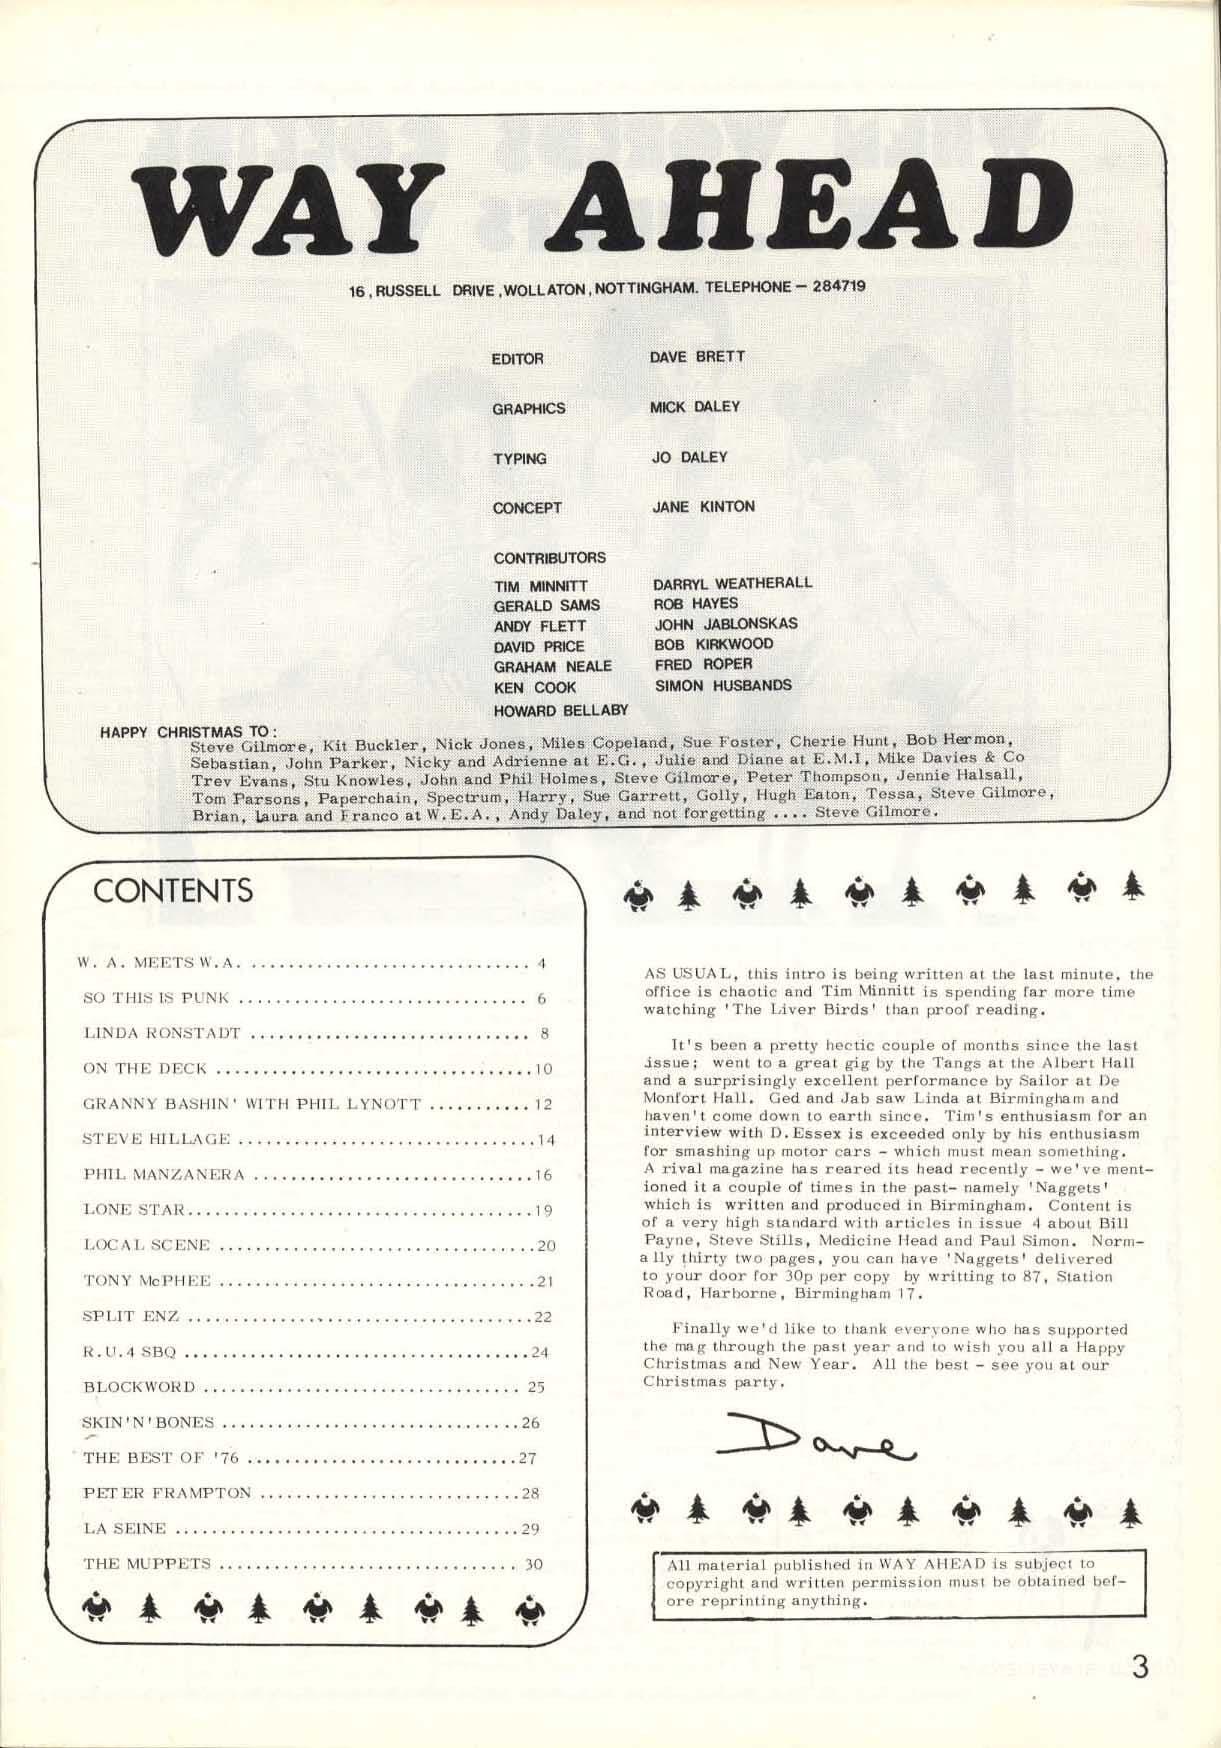 WAY AHEAD
16, RUSSELL DRIVE, WOLLATON, NOTTINGHAM. TELEPHONE - 284719
EDITOR DAVE BRETT
GRAPHICS MICK DALEY
TYPING JO DALEY
CONCEPT JANE KINTON
CONTRIBUTORS
TIM MINNITT DARRYL WEATHERALL
GERALD SAMS ROB HAYES
ANDY FLETT JOHN JABLONSKAS
DAVID PRICE BOB KIRKWOOD
GRAHAM NEALE FRED ROPER
KEN COOK SIMON HUSBANDS
HOWARD BELLABY
HAPPY CHRISTMAS TO:
Steve Gilmore, Kit Buckler, Nick Jones, Miles Copeland, Sue Foster, Cherie Hunt, Bob Hermon,
Sebastian, John Parker, Nicky and Adrienne at E.G., Julie and Diane at E.M.I, Mike Davies & Co
Trev Evans, Stu Knowles, John and Phil Holmes, Steve Gilmore, Peter Thompson, Jennie Halsall,
Tom Parsons, Paperchain, Spectrum, Harry, Sue Garrett, Golly, Hugh Eaton, Tessa, Steve Gilmore,
Brian, Laura and Franco at W.E.A., Andy Daley, and not forgetting .... Steve Gilmore.
CONTENTS
W. A. MEETS W.A. .............................. 4
SO THIS IS PUNK ............................... 6
LINDA RONSTADT .............................. 8
ON THE DECK ..................................10
GRANNY BASHIN' WITH PHIL LYNOTT ........... 12
STEVE HILLAGE ................................14
PHIL MANZANERA ..............................16
LONE STAR.....................................19
LOCAL SCENE ..................................20
TONY McPHEE ..................................21
SPLIT ENZ .....................................22
R.U.4 SBQ .....................................24
BLOCKWORD .................................. 25
SKIN'N'BONES ................................26
THE BEST OF '76 .............................27
PETER FRAMPTON ............................28
LA SEINE .....................................29
THE MUPPETS ................................ 30
AS USUAL, this intro is being written at the last minute, the
office is chaotic and Tim Minnitt is spending far more time
watching 'The Liver Birds' than proof reading.
It's been a pretty hectic couple of months since the last
issue; went to a great gig by the Tangs at the Albert Hall
and a surprisingly excellent performance by Sailor at De
Monfort Hall. Ged and Jab saw Linda at Birmingham and
haven't come down to earth since. Tim's enthusiasm for an
interview with D.Essex is exceeded only by his enthusiasm
for smashing up motor cars - which must mean something.
A rival magazine has reared its head recently - we've ment-
ioned it a couple of times in the past- namely 'Naggets'
which is written and produced in Birmingham. Content is
of a very high standard with articles in issue 4 about Bill
Payne, Steve Stills, Medicine Head and Paul Simon. Norm-
ally thirty two pages, you can have 'Naggets' delivered
to your door for 30p per copy by writting to 87, Station
Road, Harborne, Birmingham 17.
Finally we'd like to thank everyone who has supported
the mag through the past year and to wish you all a Happy
Christmas and New Year. All the best - see you at our
Christmas party.
Dave
All material published in WAY AHEAD is subject to
copyright and written permission must be obtained bef-
ore reprinting anything.
3